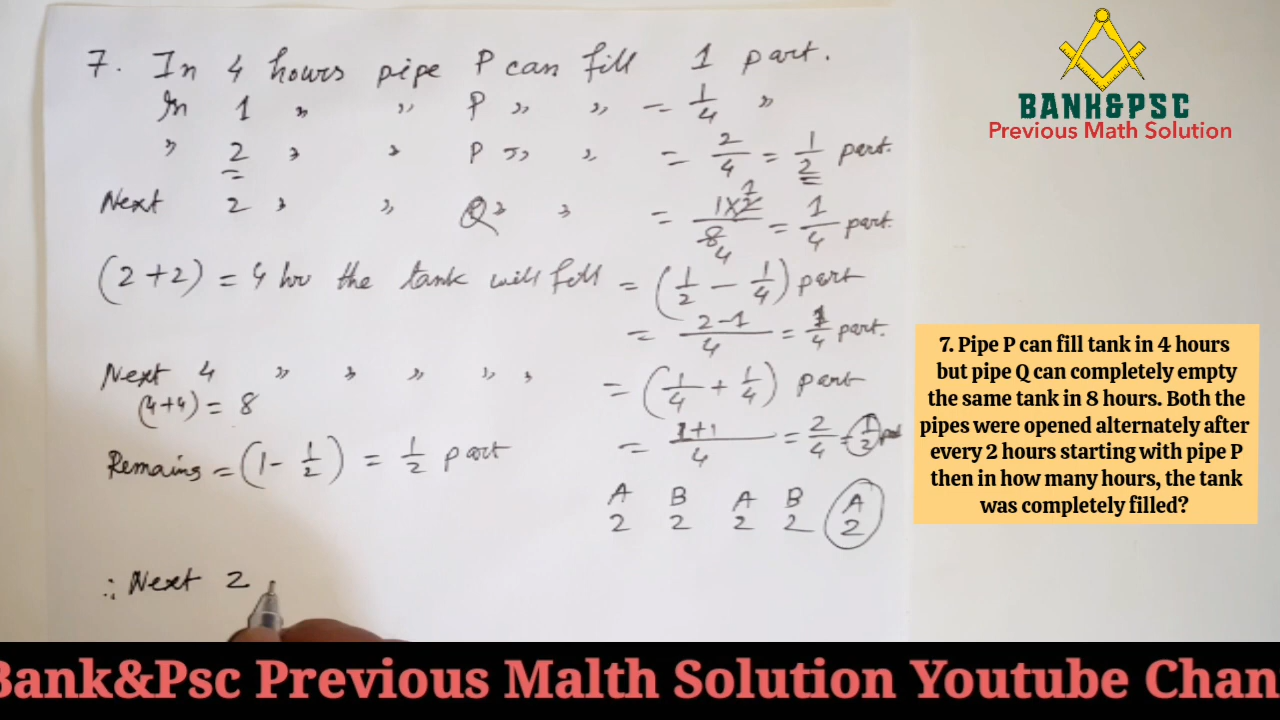 7. In 4 hours pipe P can fill 1 part.
In 1 " " P " " = 1/4 "
" 2 " " P " " = 2/4 = 1/2 part.
Next 2 " " Q " " = 1×2/8 = 1/4 part.
(2+2) = 4 hr the tank will fill = (1/2 - 1/4) part
= 2-1/4 = 1/4 part.
Next 4 " " " " " = (1/4 + 1/4) part
(4+4) = 8
= 1+1/4 = 2/4 = 1/2 part
Remains = (1 - 1/2) = 1/2 part
A B A B A
2 2 2 2 2
∴ Next 2
BANK&PSC
Previous Math Solution
7. Pipe P can fill tank in 4 hours
but pipe Q can completely empty
the same tank in 8 hours. Both the
pipes were opened alternately after
every 2 hours starting with pipe P
then in how many hours, the tank
was completely filled?
Bank&Psc Previous Malth Solution Youtube Chan